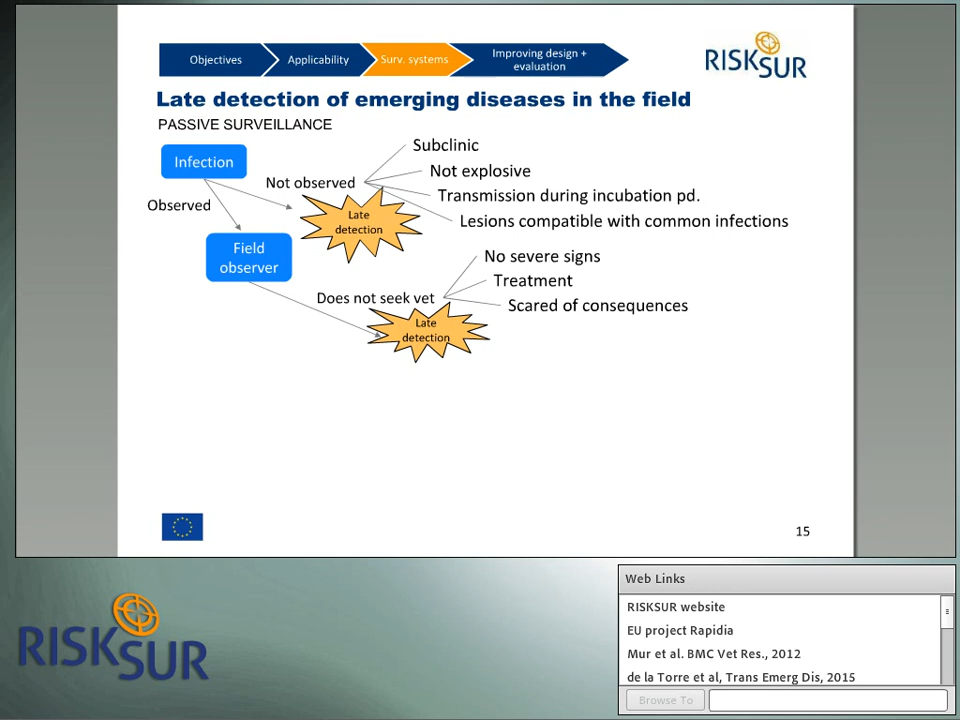 Objectives
Applicability
Surv. systems
Improving design +
evaluation
RISKSUR
Late detection of emerging diseases in the field
PASSIVE SURVEILLANCE
Infection
Observed
Not observed
Late
detection
Subclinic
Not explosive
Transmission during incubation pd.
Lesions compatible with common infections
Field
observer
Does not seek vet
Late
detection
No severe signs
Treatment
Scared of consequences
15
RISKSUR
Web Links
RISKSUR website
EU project Rapidia
Mur et al. BMC Vet Res., 2012
de la Torre et al, Trans Emerg Dis, 2015
Browse To